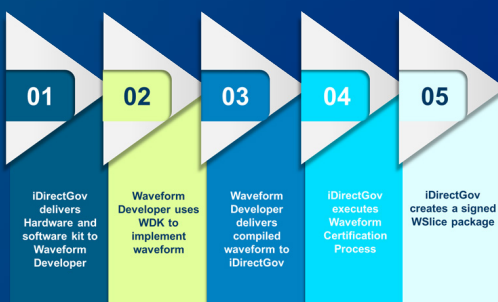 01
02
03
04
05
iDirectGov
delivers
Hardware and
software kit to
Waveform
Developer
Waveform
Developer uses
WDK to
implement
waveform
Waveform
Developer
delivers
compiled
waveform to
iDirectGov
iDirectGov
executes
Waveform
Certification
Process
iDirectGov
creates a signed
WSlice package